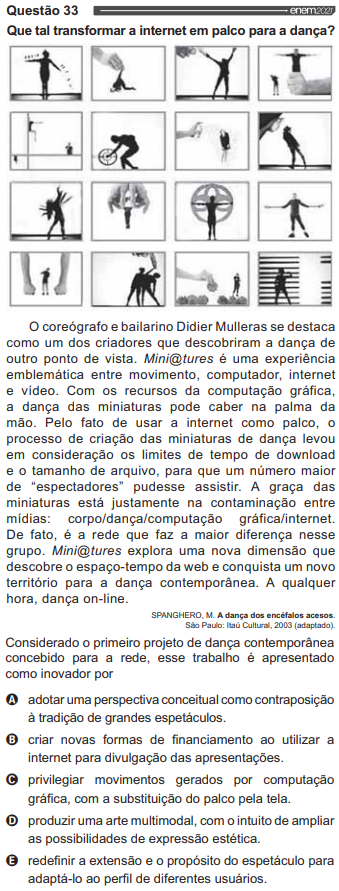 Questão 33 enem2021
Que tal transformar a internet em palco para a dança?
O coreógrafo e bailarino Didier Mulleras se destaca
como um dos criadores que descobriram a dança de
outro ponto de vista. Mini@tures é uma experiência
emblemática entre movimento, computador, internet
e vídeo. Com os recursos da computação gráfica,
a dança das miniaturas pode caber na palma da
mão. Pelo fato de usar a internet como palco, o
processo de criação das miniaturas de dança levou
em consideração os limites de tempo de download
e o tamanho de arquivo, para que um número maior
de “espectadores” pudesse assistir. A graça das
miniaturas está justamente na contaminação entre
mídias: corpo/dança/computação gráfica/internet.
De fato, é a rede que faz a maior diferença nesse
grupo. Mini@tures explora uma nova dimensão que
descobre o espaço-tempo da web e conquista um novo
território para a dança contemporânea. A qualquer
hora, dança on-line.
SPANGHERO, M. A dança dos encéfalos acesos.
São Paulo: Itaú Cultural, 2003 (adaptado).
Considerado o primeiro projeto de dança contemporânea
concebido para a rede, esse trabalho é apresentado
como inovador por
A adotar uma perspectiva conceitual como contraposição
à tradição de grandes espetáculos.
B criar novas formas de financiamento ao utilizar a
internet para divulgação das apresentações.
C privilegiar movimentos gerados por computação
gráfica, com a substituição do palco pela tela.
D produzir uma arte multimodal, com o intuito de ampliar
as possibilidades de expressão estética.
E redefinir a extensão e o propósito do espetáculo para
adaptá-lo ao perfil de diferentes usuários.